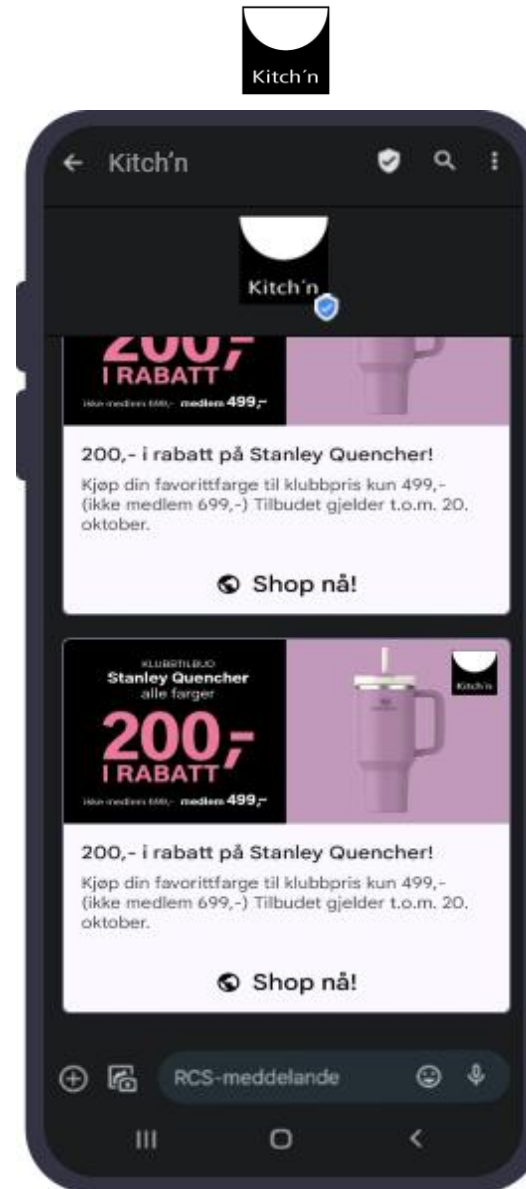 Kitch´n
Kitch’n
Kitch´n
200,-
I RABATT
ikke medlem 699,- medlem 499,-
200,- i rabatt på Stanley Quencher!
Kjøp din favorittfarge til klubbpris kun 499,-
(ikke medlem 699,-) Tilbudet gjelder t.o.m. 20.
oktober.
Shop nå!
KLUBBTILBUD
Stanley Quencher
alle farger
200,-
I RABATT
ikke medlem 699,- medlem 499,-
Kitch´n
200,- i rabatt på Stanley Quencher!
Kjøp din favorittfarge til klubbpris kun 499,-
(ikke medlem 699,-) Tilbudet gjelder t.o.m. 20.
oktober.
Shop nå!
RCS-meddelande